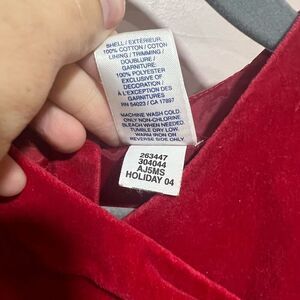 SHELL / EXTÉRIEUR:
100% COTTON / COTON
LINING / TRIMMING /
DOUBLURE /
GARNITURE:
100% POLYESTER
EXCLUSIVE OF
DECORATION /
À L'EXCEPTION DES
GARNITURES
RN 54023 / CA 17897
MACHINE WASH COLD.
ONLY NON-CHLORINE
BLEACH WHEN NEEDED.
TUMBLE DRY LOW.
WARM IRON ON
REVERSE SIDE ONLY.
263447
304044
AJ5MS
HOLIDAY 04